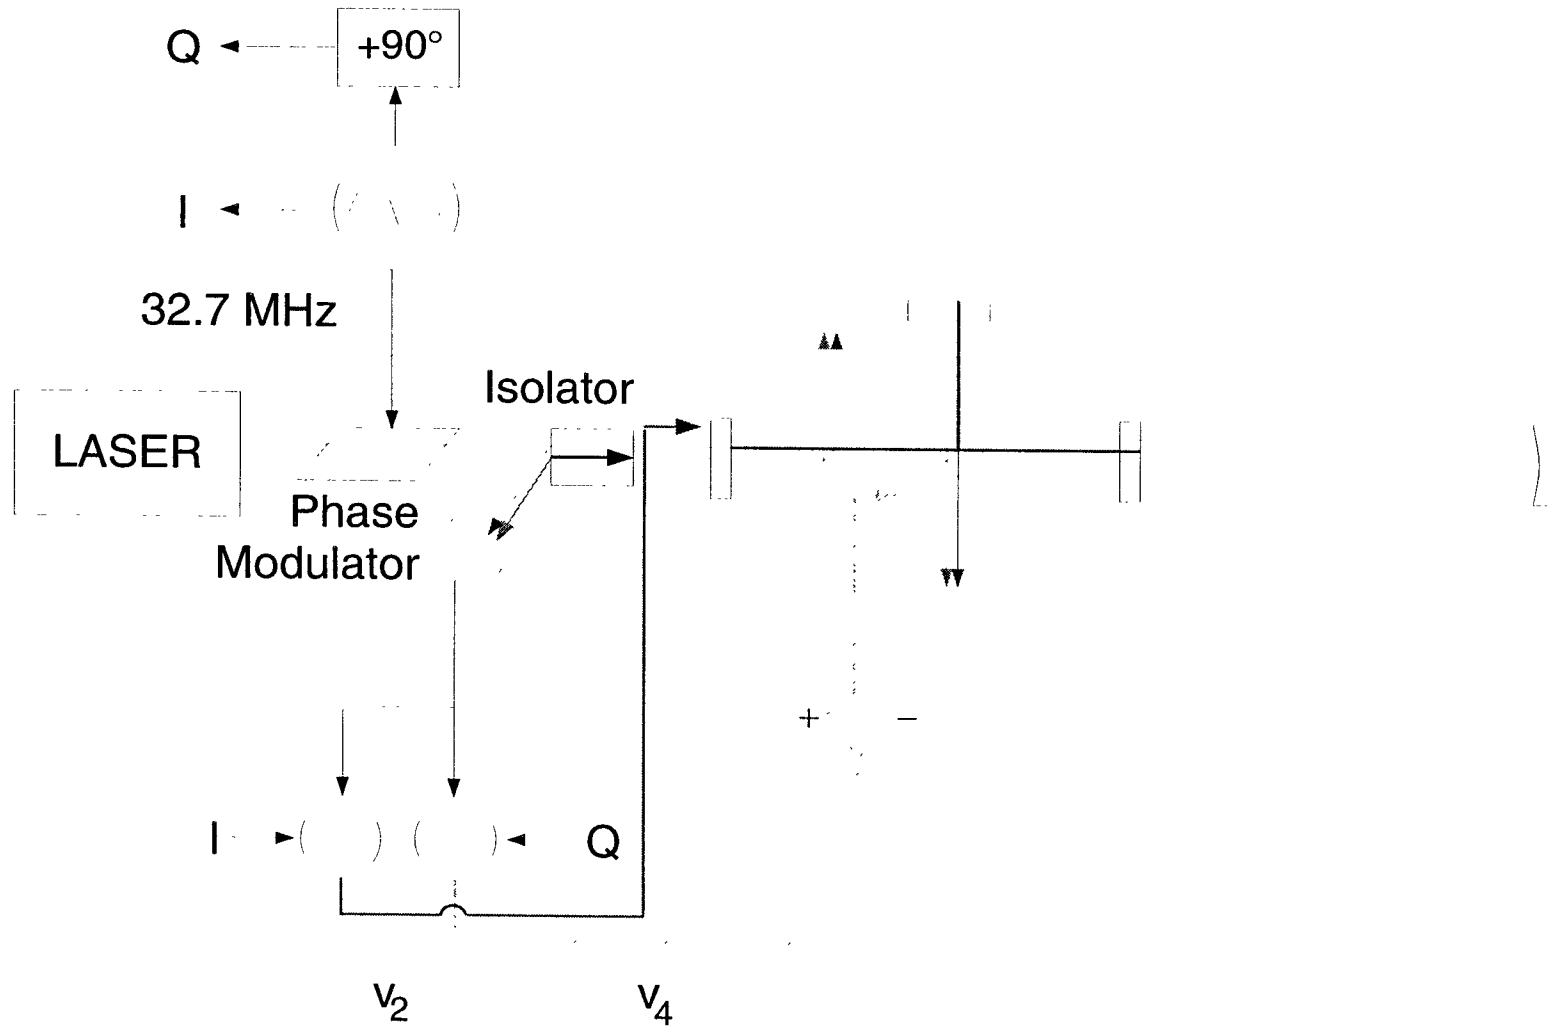 Q
+90°
I
32.7 MHz
Isolator
LASER
Phase
Modulator
+ −
I
Q
v2
v4